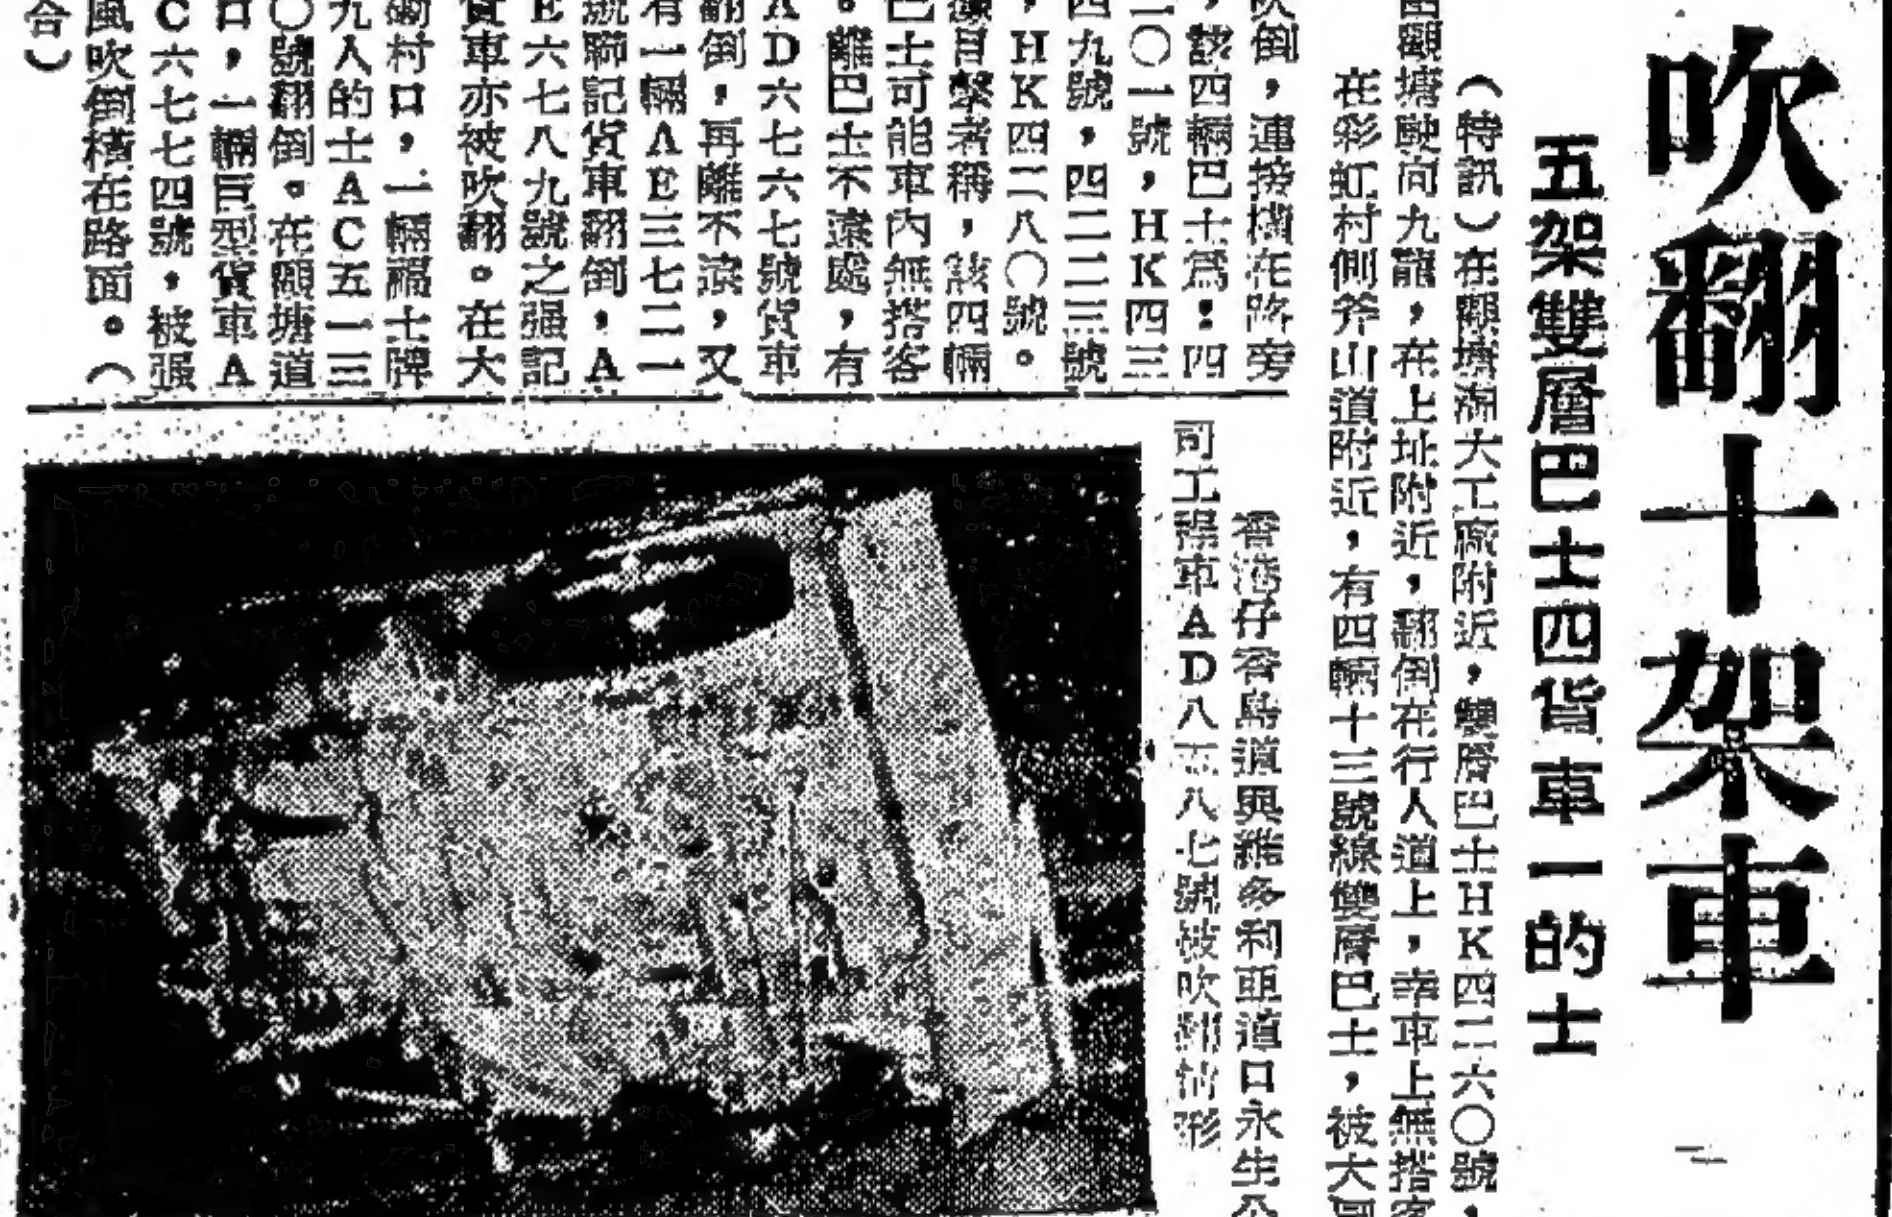 吹翻十架車
五架雙層巴士四貨車一的士
（特訊）在觀塘湖大工廠附近，雙層巴士HK四二六〇號，
觀塘駛向九龍，在上址附近，翻倒在行人道上，幸車上無搭客
在彩虹村側斧山道附近，有四輛十三號線雙層巴士，被大風
吹倒，連接橫在路旁
，該四輛巴士為：四
二〇一號，HK四三
四九號，四二二三號
，HK四二八〇號。
據目擊者稱，該四輛
巴士可能車內無搭客
。離巴士不遠處，有
AD六七六七號貨車
翻倒，再離不遠，又
有一輛AE三七二一
號聯記貨車翻倒，A
E六七八九號之强記
貨車亦被吹翻。在大
磡村口，一輛福士牌
九人的士AC五一三
〇號翻倒。在觀塘道
口，一輛巨型貨車A
C六七七四號，被强
風吹倒橫在路面。（
合）
香港仔香島道與維多利亞道口永生公
司工程車AD八五八七號被吹翻情形